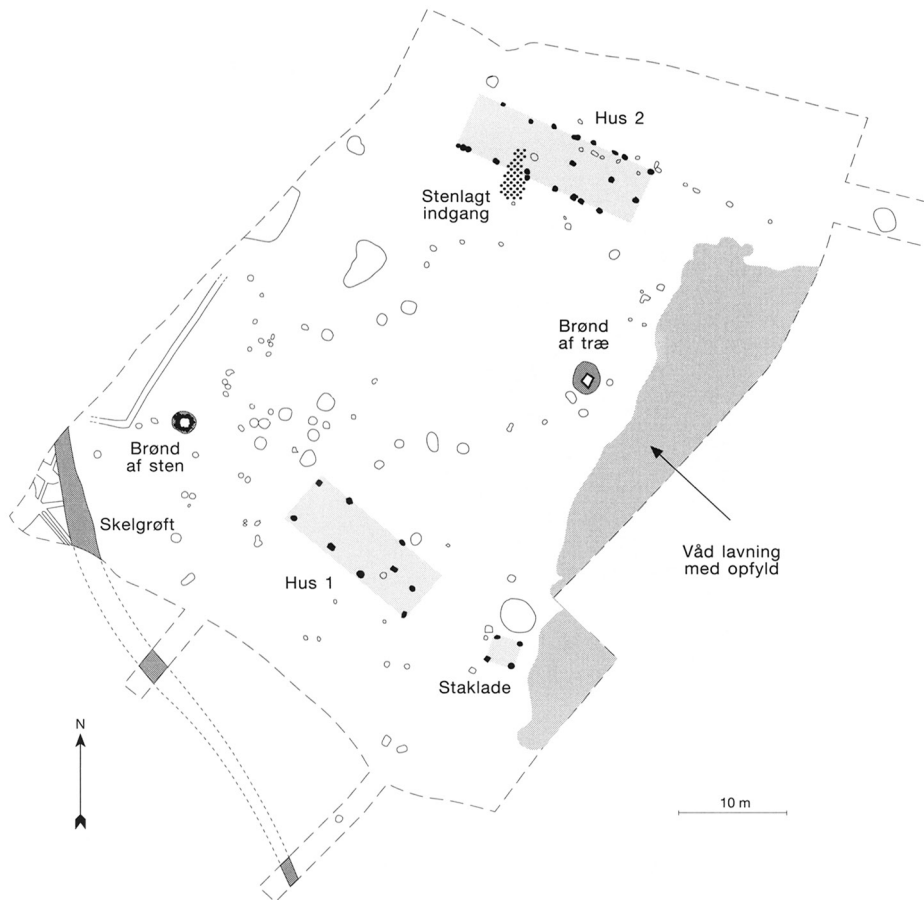 Hus 2
Stenlagt
indgang
Brønd
af træ
Brønd
af sten
Skelgrøft
Hus 1
Våd lavning
med opfyld
Staklade
N
10 m